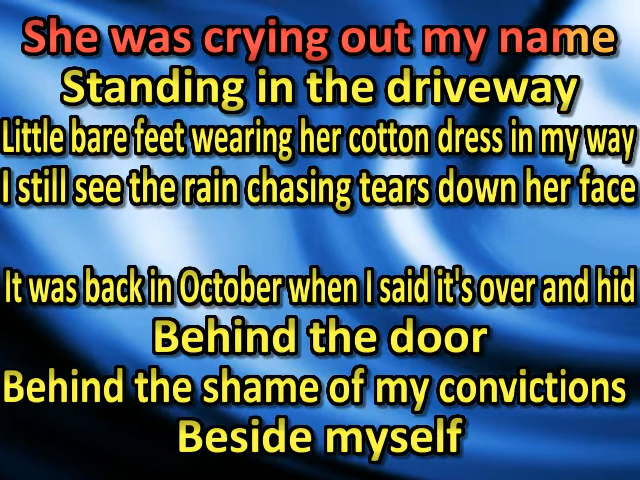 She was crying out my name
Standing in the driveway
Little bare feet wearing her cotton dress in my way
I still see the rain chasing tears down her face
It was back in October when I said it's over and hid
Behind the door
Behind the shame of my convictions
Beside myself